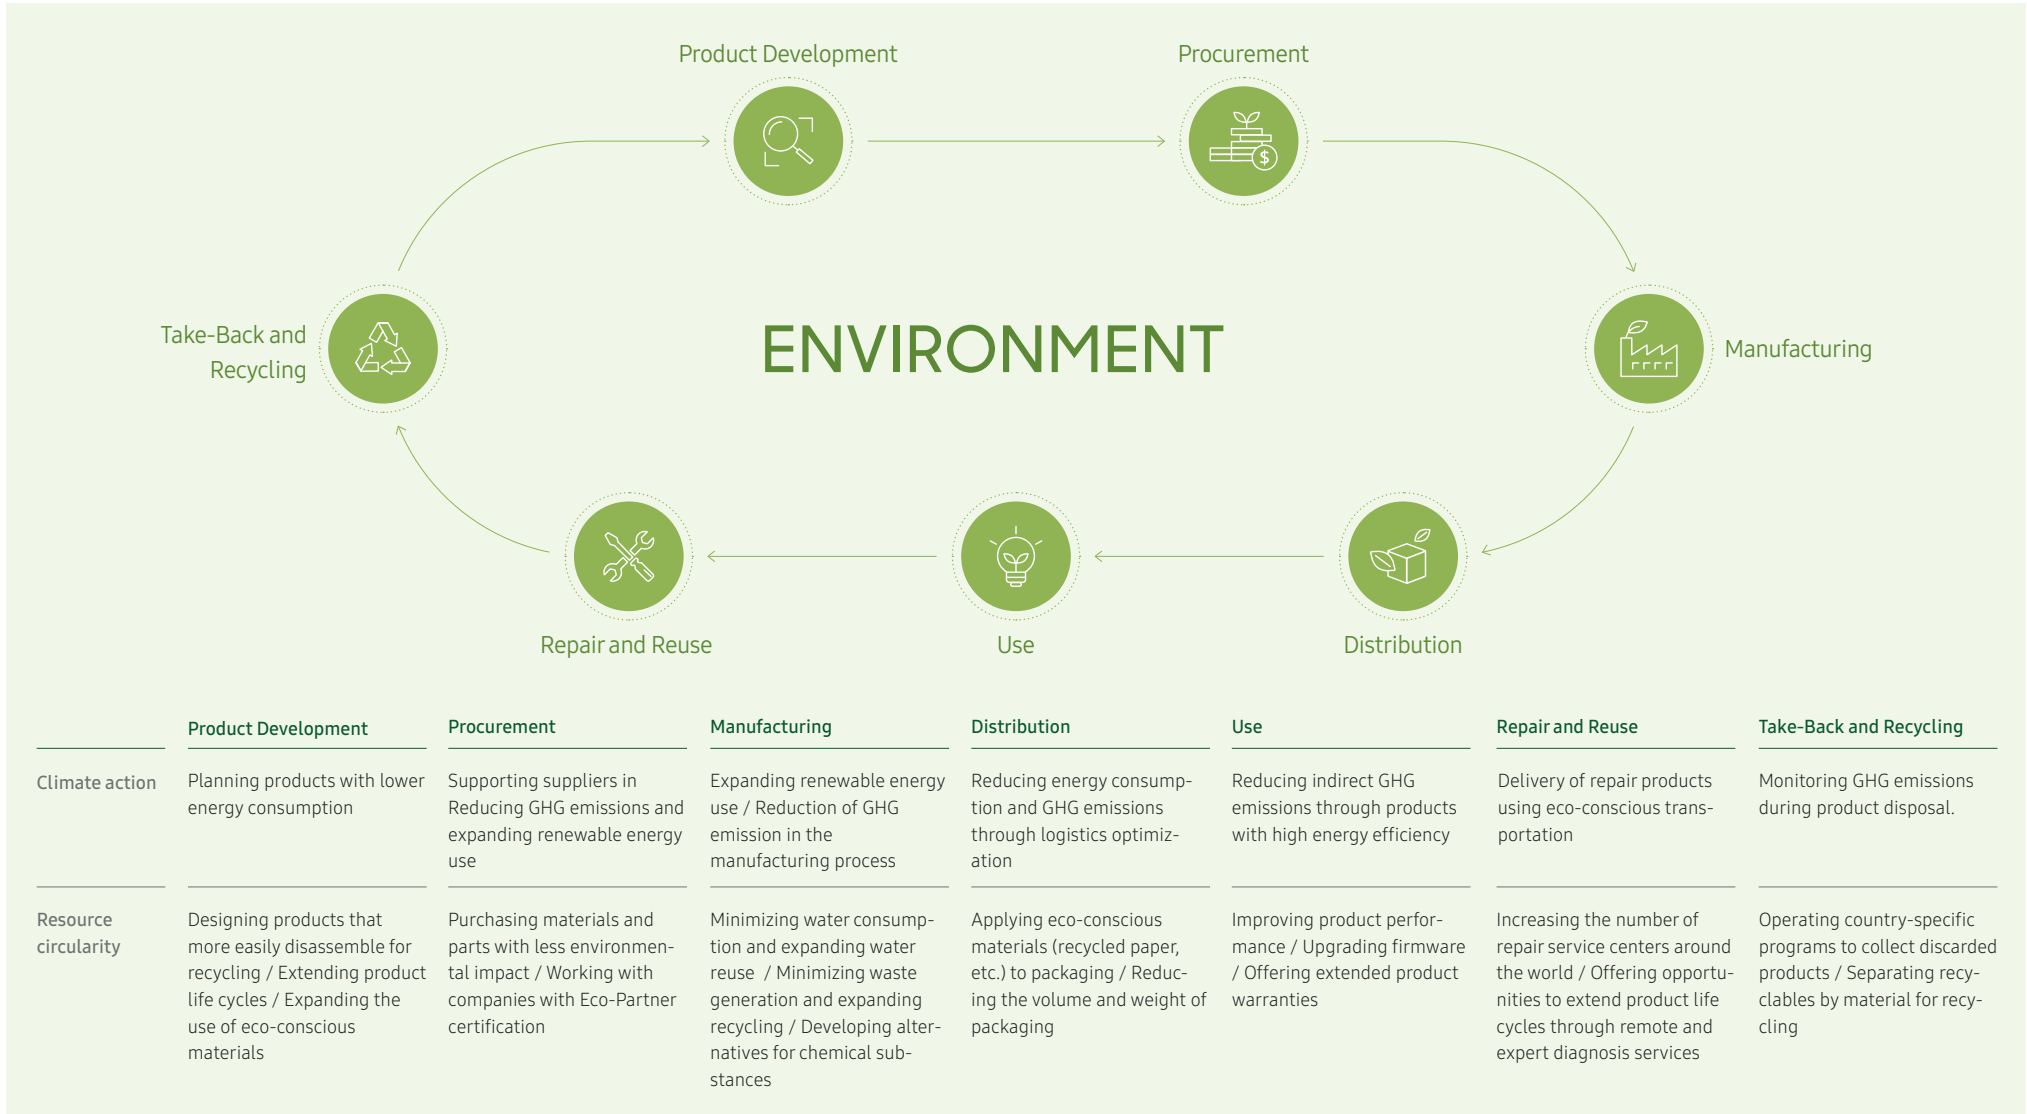 Product Development
Procurement
Take-Back and
Recycling
ENVIRONMENT
Manufacturing
$
Repair and Reuse
Use
Distribution
Product Development
Procurement
Manufacturing
Distribution
Use
Repair and Reuse
Take-Back and Recycling
Climate action
Planning products with lower
energy consumption
Supporting suppliers in
Reducing GHG emissions and
expanding renewable energy
use
Expanding renewable energy
use / Reduction of GHG
emission in the
manufacturing process
Reducing energy consump-
tion and GHG emissions
through logistics optimiz-
ation
Reducing indirect GHG
emissions through products
with high energy efficiency
Delivery of repair products
using eco-conscious trans-
portation
Monitoring GHG emissions
during product disposal.
Resource
circularity
Designing products that
more easily disassemble for
recycling / Extending product
life cycles / Expanding the
use of eco-conscious
materials
Purchasing materials and
parts with less environmen-
tal impact / Working with
companies with Eco-Partner
certification
Minimizing water consump-
tion and expanding water
reuse / Minimizing waste
generation and expanding
recycling / Developing alter-
natives for chemical sub-
stances
Applying eco-conscious
materials (recycled paper,
etc.) to packaging / Reduc-
ing the volume and weight of
packaging
Improving product perfor-
mance / Upgrading firmware
/ Offering extended product
warranties
Increasing the number of
repair service centers around
the world / Offering opportu-
nities to extend product life
cycles through remote and
expert diagnosis services
Operating country-specific
programs to collect discarded
products / Separating recy-
clables by material for recy-
cling